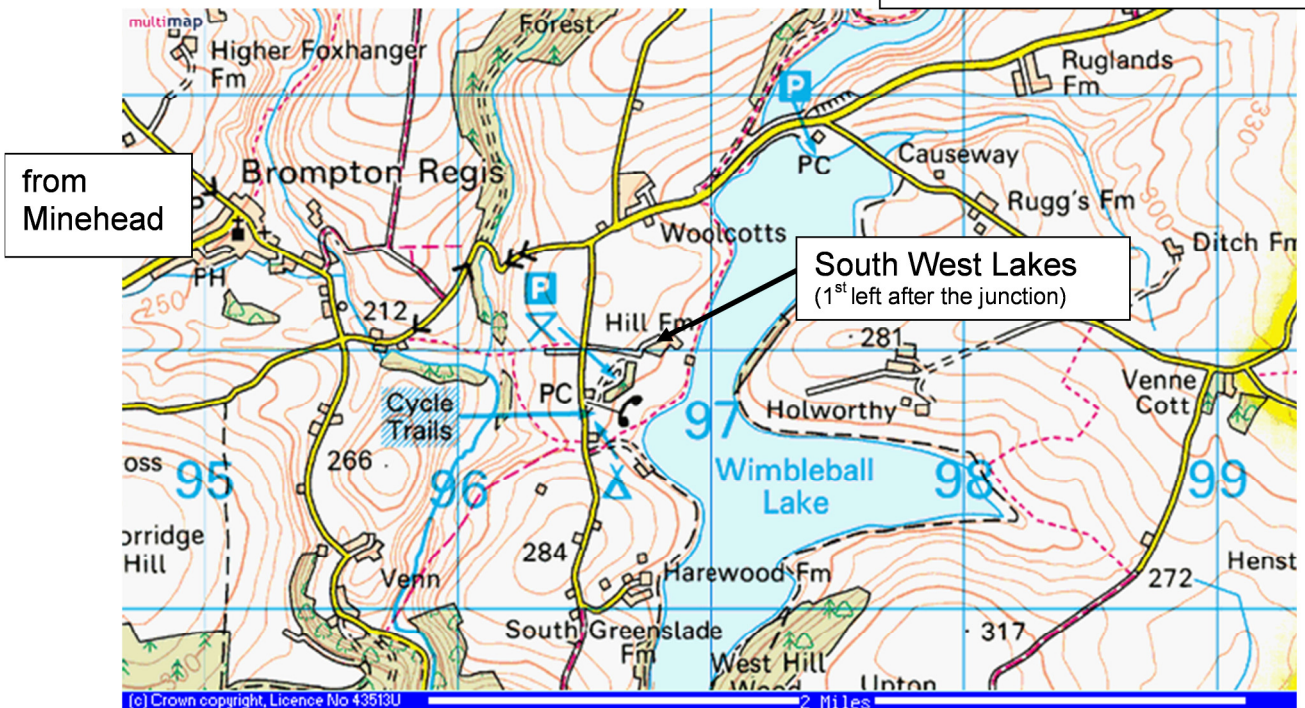 multimap
Forest
Higher Foxhanger
Fm
Ruglands
Fm
330
P
from
Minehead
Brompton Regis
PC
Causeway
Rugg's Fm
300
Woolcotts
Ditch Fm
South West Lakes
(1st left after the junction)
PH
250
P
212
Hill Fm
281
PC
Venne
Cott
Cycle
Trails
97
Holworthy
oss
95
266
96
Wimbleball
Lake
98
99
orridge
Hill
284
Venn
Harewood Fm
272
Henst
South Greenslade
Fm
317
West Hill
Wood
Upton
(c) Crown copyright, Licence No 43513U
2 Miles